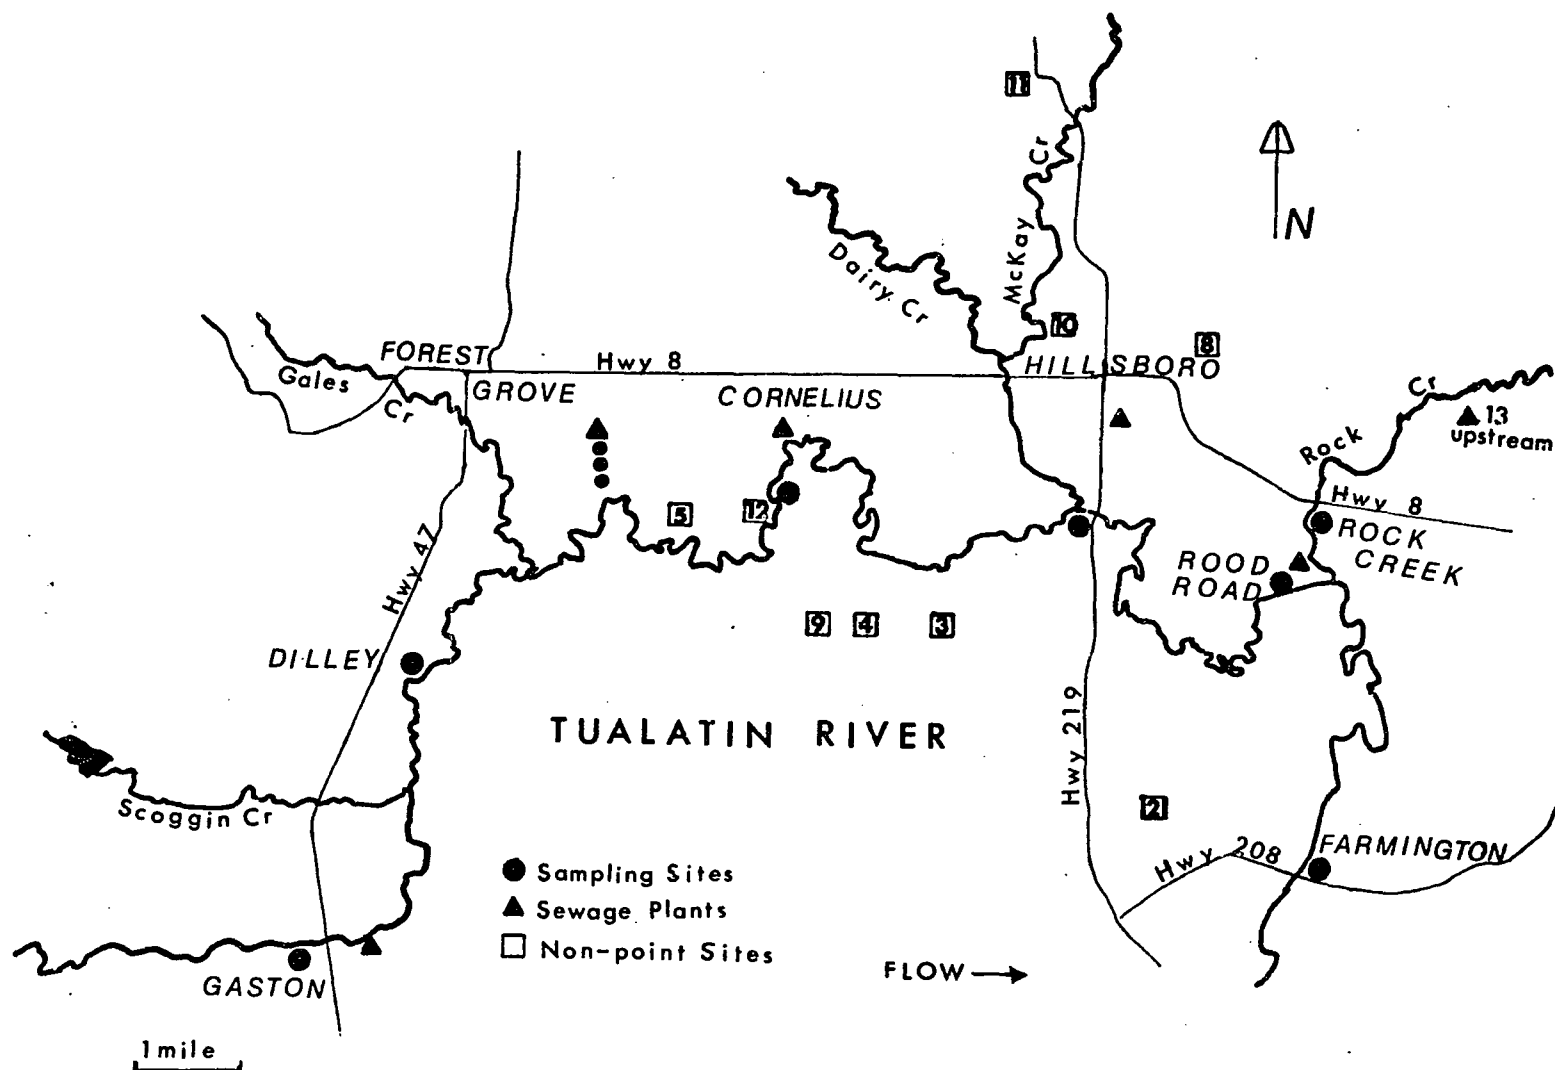 11
N
McKay Cr
Dairy Cr
10
8
FOREST
GROVE
Hwy 8
HILLSBORO
Gales
Cr
CORNELIUS
Rock Cr
13
upstream
Hwy 8
5
12
ROCK
CREEK
ROOD
ROAD
Hwy 47
9
4
3
DILLEY
TUALATIN RIVER
Hwy 219
2
Scoggin Cr
Hwy 208
FARMINGTON
Sampling Sites
Sewage Plants
Non-point Sites
FLOW
GASTON
1 mile